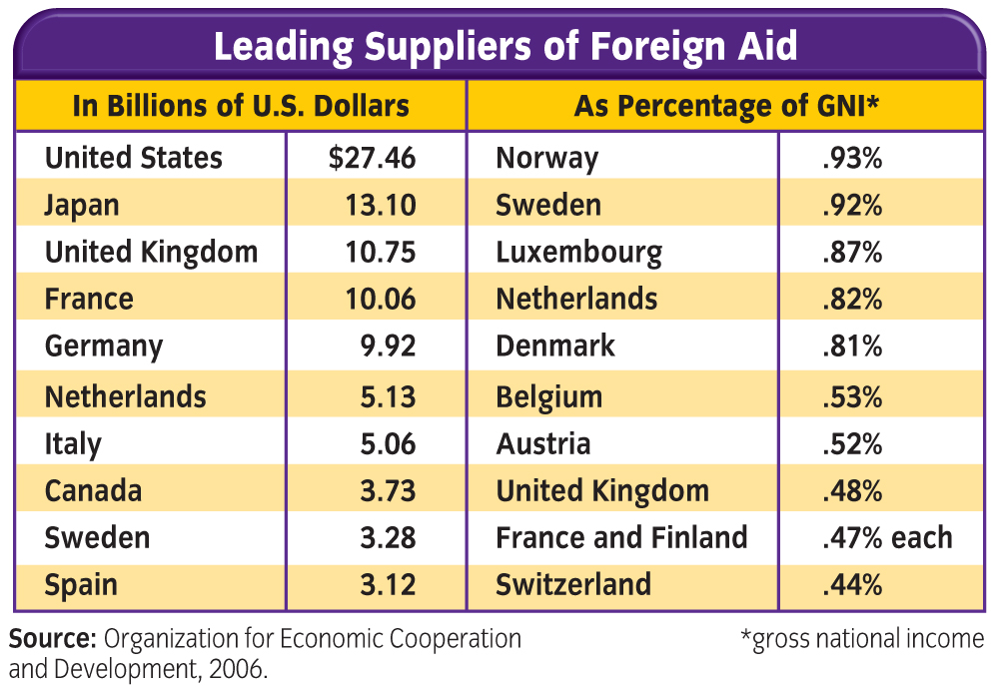 Leading Suppliers of Foreign Aid
In Billions of U.S. Dollars As Percentage of GNI*
United States $27.46 Norway .93%
Japan 13.10 Sweden .92%
United Kingdom 10.75 Luxembourg .87%
France 10.06 Netherlands .82%
Germany 9.92 Denmark .81%
Netherlands 5.13 Belgium .53%
Italy 5.06 Austria .52%
Canada 3.73 United Kingdom .48%
Sweden 3.28 France and Finland .47% each
Spain 3.12 Switzerland .44%
Source: Organization for Economic Cooperation *gross national income
and Development, 2006.